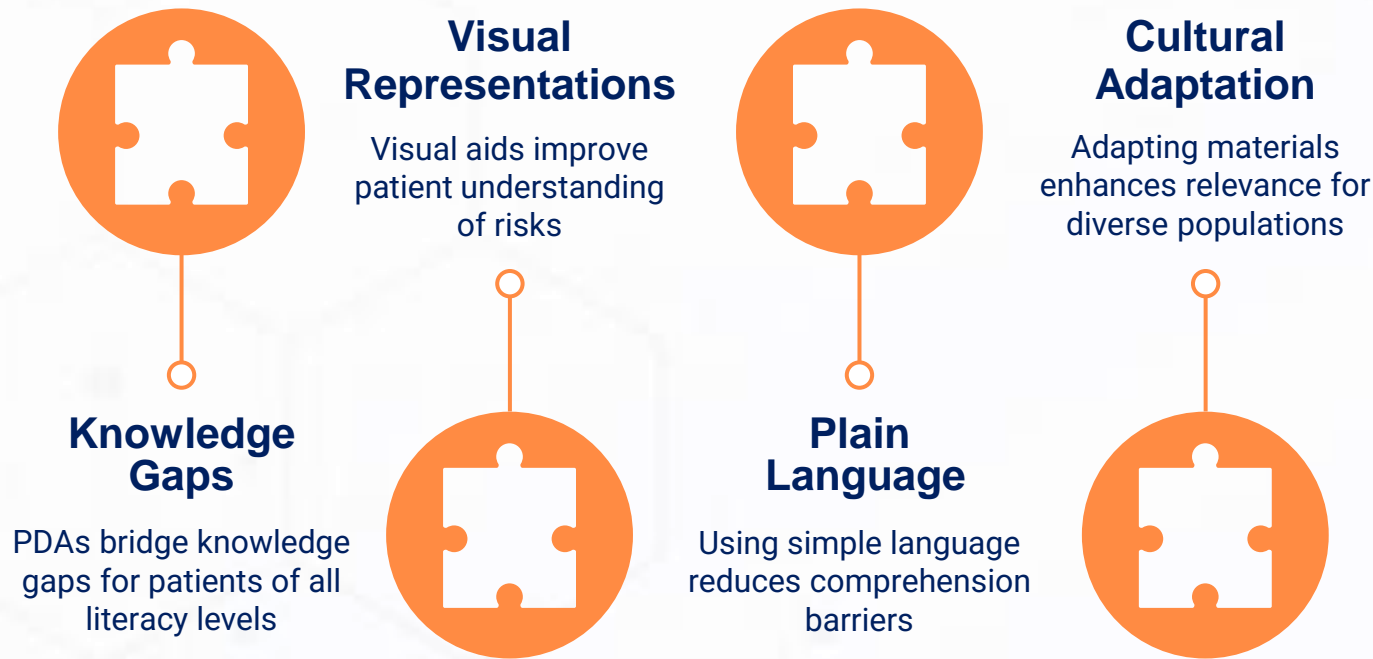 Knowledge
Gaps
PDAs bridge knowledge
gaps for patients of all
literacy levels
Visual
Representations
Visual aids improve
patient understanding
of risks
Plain
Language
Using simple language
reduces comprehension
barriers
Cultural
Adaptation
Adapting materials
enhances relevance for
diverse populations